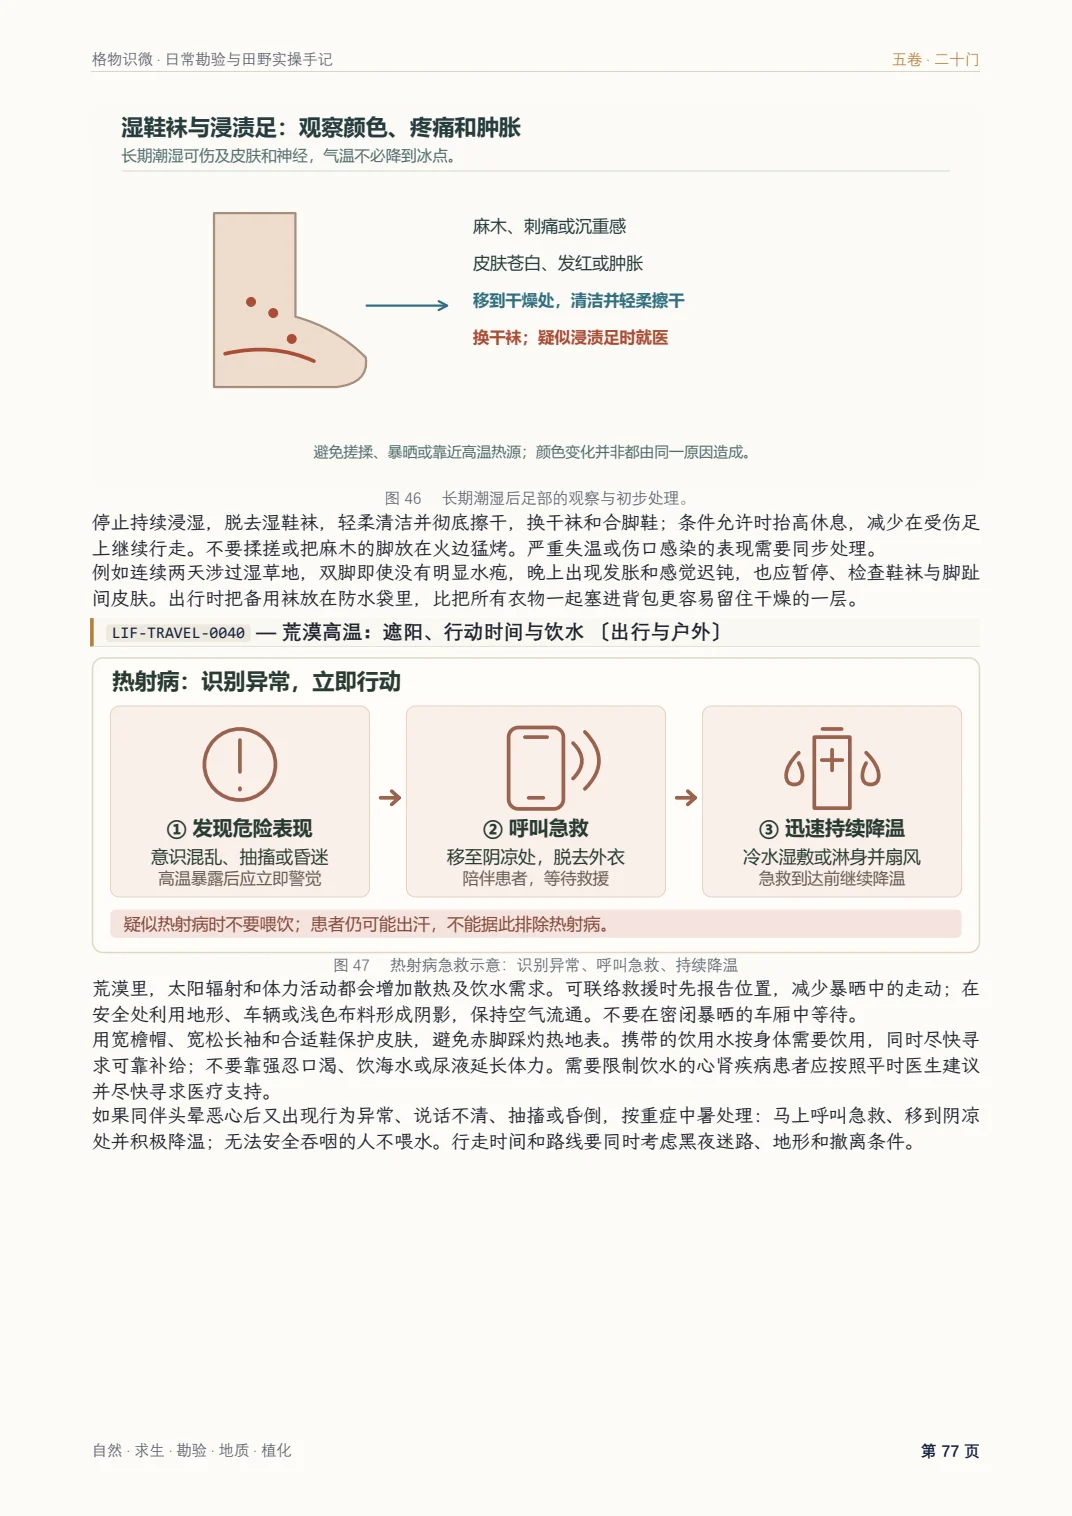 格物识微 · 日常勘验与田野实操手记
五卷 · 二十门
湿鞋袜与浸渍足：观察颜色、疼痛和肿胀
长期潮湿可伤及皮肤和神经，气温不必降到冰点。
麻木、刺痛或沉重感
皮肤苍白、发红或肿胀
移到干燥处，清洁并轻柔擦干
换干袜；疑似浸渍足时就医
避免搓揉、暴晒或靠近高温热源；颜色变化并非都由同一原因造成。
图 46 长期潮湿后足部的观察与初步处理。
停止持续浸湿，脱去湿鞋袜，轻柔清洁并彻底擦干，换干袜和合脚鞋；条件允许时抬高休息，减少在受伤足
上继续行走。不要揉搓或把麻木的脚放在火边猛烤。严重失温或伤口感染的表现需要同步处理。
例如连续两天涉过湿草地，双脚即使没有明显水疱，晚上出现发胀和感觉迟钝，也应暂停、检查鞋袜与脚趾
间皮肤。出行时把备用袜放在防水袋里，比把所有衣物一起塞进背包更容易留住干燥的一层。
LIF-TRAVEL-0040 — 荒漠高温：遮阳、行动时间与饮水 〔出行与户外〕
热射病：识别异常，立即行动
① 发现危险表现
意识混乱、抽搐或昏迷
高温暴露后应立即警觉
② 呼叫急救
移至阴凉处，脱去外衣
陪伴患者，等待救援
③ 迅速持续降温
冷水湿敷或淋身并扇风
急救到达前继续降温
疑似热射病时不要喂饮；患者仍可能出汗，不能据此排除热射病。
图 47 热射病急救示意：识别异常、呼叫急救、持续降温
荒漠里，太阳辐射和体力活动都会增加散热及饮水需求。可联络救援时先报告位置，减少暴晒中的走动；在
安全处利用地形、车辆或浅色布料形成阴影，保持空气流通。不要在密闭暴晒的车厢中等待。
用宽檐帽、宽松长袖和合适鞋保护皮肤，避免赤脚踩灼热地表。携带的饮用水按身体需要饮用，同时尽快寻
求可靠补给；不要靠强忍口渴、饮海水或尿液延长体力。需要限制饮水的心肾疾病患者应按照平时医生建议
并尽快寻求医疗支持。
如果同伴头晕恶心后又出现行为异常、说话不清、抽搐或昏倒，按重症中暑处理：马上呼叫急救、移到阴凉
处并积极降温；无法安全吞咽的人不喂水。行走时间和路线要同时考虑黑夜迷路、地形和撤离条件。
自然 · 求生 · 勘验 · 地质 · 植化
第 77 页